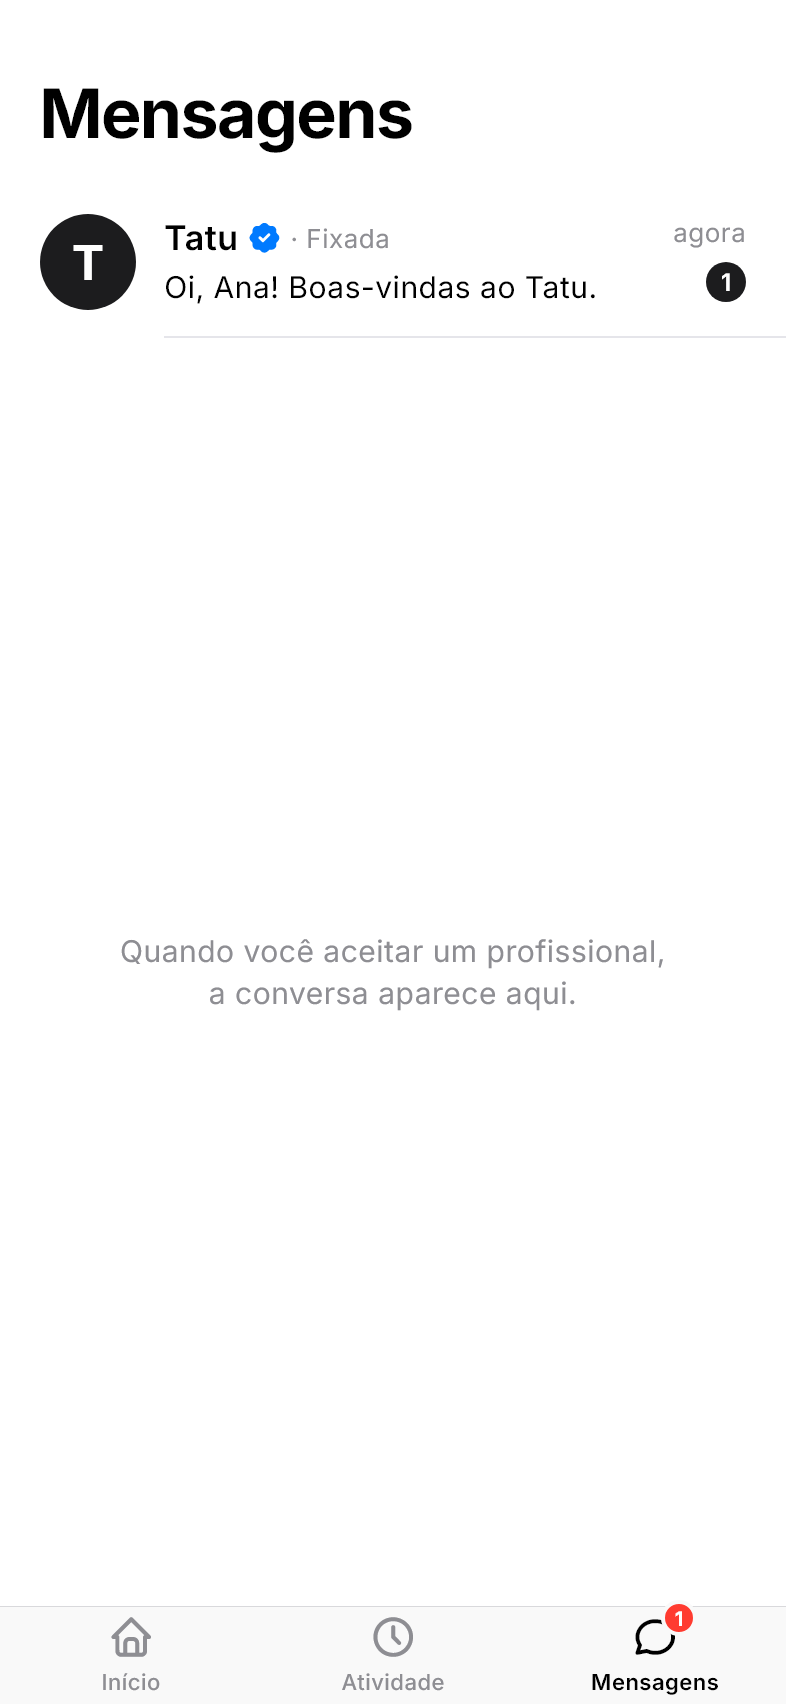 Mensagens
T
Tatu · Fixada
agora
Oi, Ana! Boas-vindas ao Tatu.
1
Quando você aceitar um profissional,
a conversa aparece aqui.
1
Início
Atividade
Mensagens